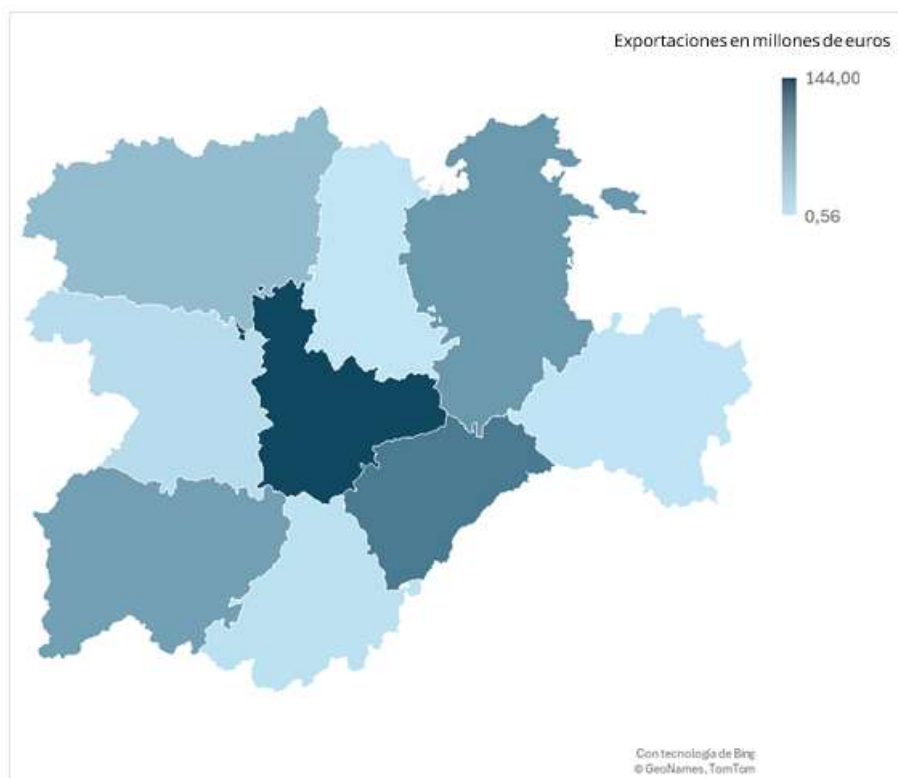 Exportaciones en millones de euros
144,00
0,56
Con tecnología de Bing
© GeoNames, TomTom